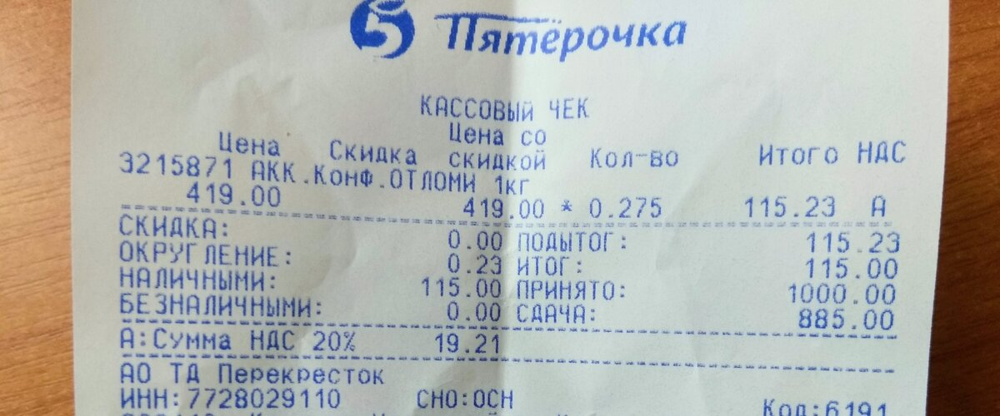 5 Пятёрочка
КАССОВЫЙ ЧЕК
Цена Скидка Цена со скидкой Кол-во Итого НДС
3215871 АКК.Конф.ОТЛОМИ 1кг
419.00 419.00 * 0.275 115.23 А
СКИДКА: 0.00 ПОДЫТОГ: 115.23
ОКРУГЛЕНИЕ: 0.23 ИТОГ: 115.00
НАЛИЧНЫМИ: 115.00 ПРИНЯТО: 1000.00
БЕЗНАЛИЧНЫМИ: 0.00 СДАЧА: 885.00
А:Сумма НДС 20% 19.21
АО ТД Перекресток
ИНН:7728029110 СНО:ОСН Код:6191